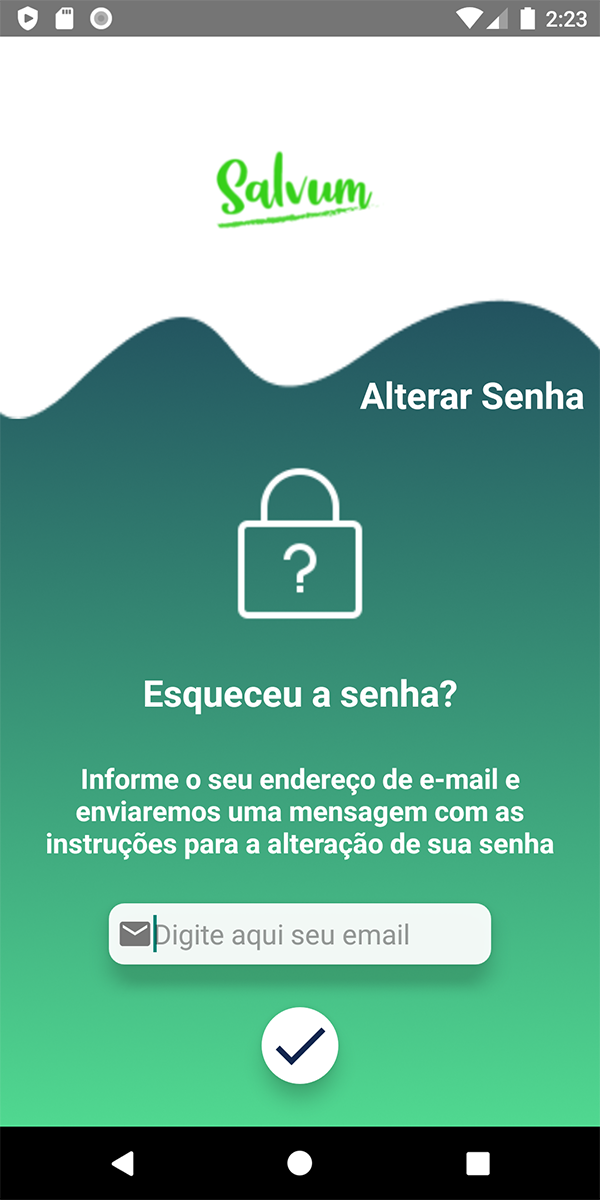 2:23
Salvum
Alterar Senha
?
Esqueceu a senha?
Informe o seu endereço de e-mail e
enviaremos uma mensagem com as
instruções para a alteração de sua senha
Digite aqui seu email